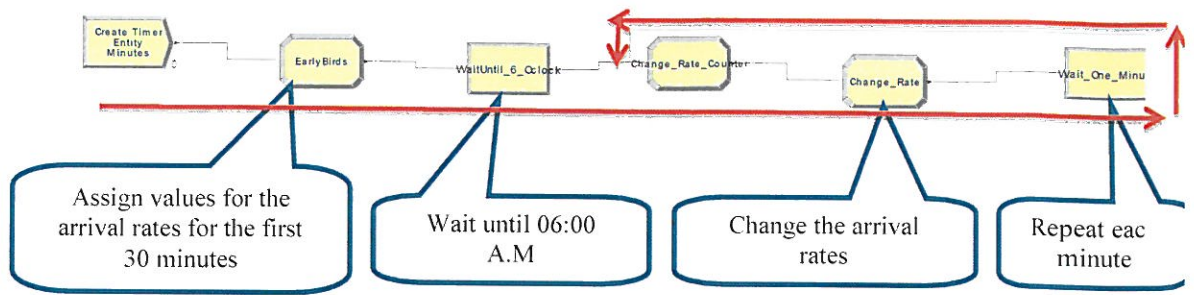 Create Timer
Entity
Minutes
0
EarlyBirds
WaitUntil_6_Oclock
Change_Rate_Counter
Change_Rate
Wait_One_Minu
Assign values for the
arrival rates for the first
30 minutes
Wait until 06:00
A.M
Change the arrival
rates
Repeat eac
minute